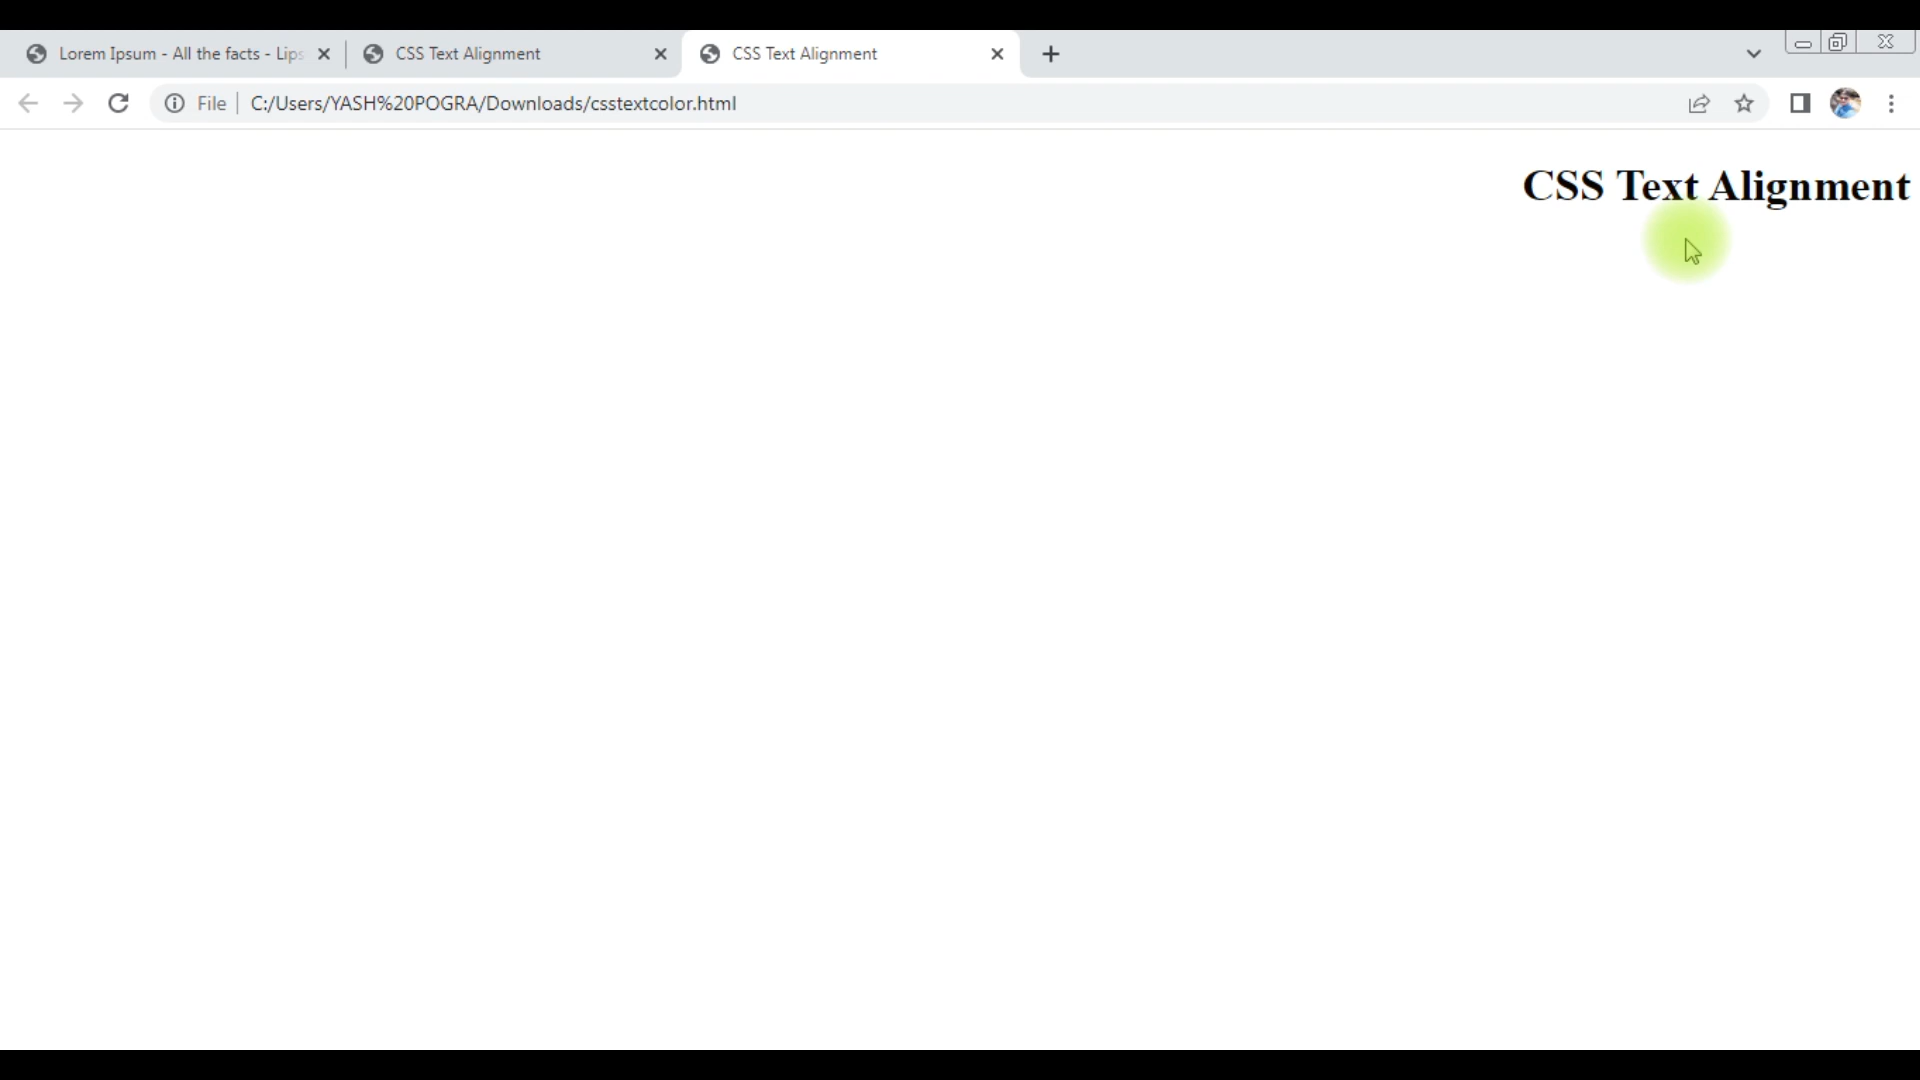 Lorem Ipsum - All the facts - Lips
CSS Text Alignment
CSS Text Alignment
File
C:/Users/YASH%20POGRA/Downloads/csstextcolor.html
CSS Text Alignment